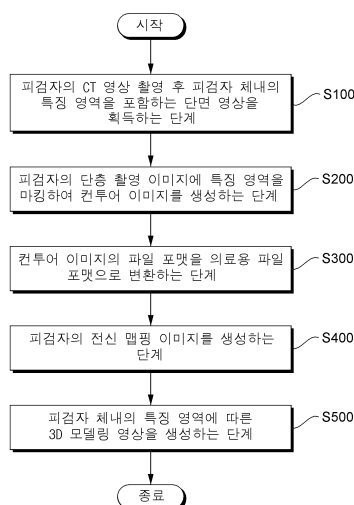 시작
피검자의 CT 영상 촬영 후 피검자 체내의
특징 영역을 포함하는 단면 영상을
획득하는 단계
S100
피검자의 단층 촬영 이미지에 특징 영역을
마킹하여 컨투어 이미지를 생성하는 단계
S200
컨투어 이미지의 파일 포맷을 의료용 파일
포맷으로 변환하는 단계
S300
피검자의 전신 맵핑 이미지를 생성하는
단계
S400
피검자 체내의 특징 영역에 따른
3D 모델링 영상을 생성하는 단계
S500
종료